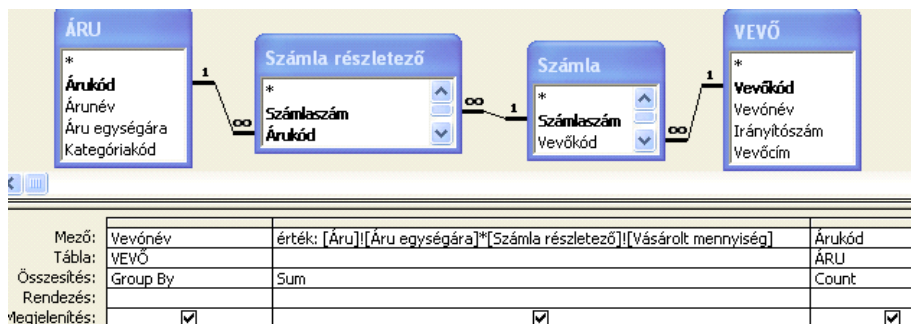 ÁRU
*
Árukód
Árunév
Áru egységára
Kategóriakód
1
∞
Számla részletező
*
Számlaszám
Árukód
∞
1
Számla
*
Számlaszám
Vevőkód
∞
1
VEVŐ
*
Vevőkód
Vevónév
Irányítószám
Vevőcím
Mező: Vevónév érték: [Áru]![Áru egységára]*[Számla részletező]![Vásárolt mennyiség] Árukód
Tábla: VEVŐ ÁRU
Összesítés: Group By Sum Count
Rendezés:
Megjelenítés: